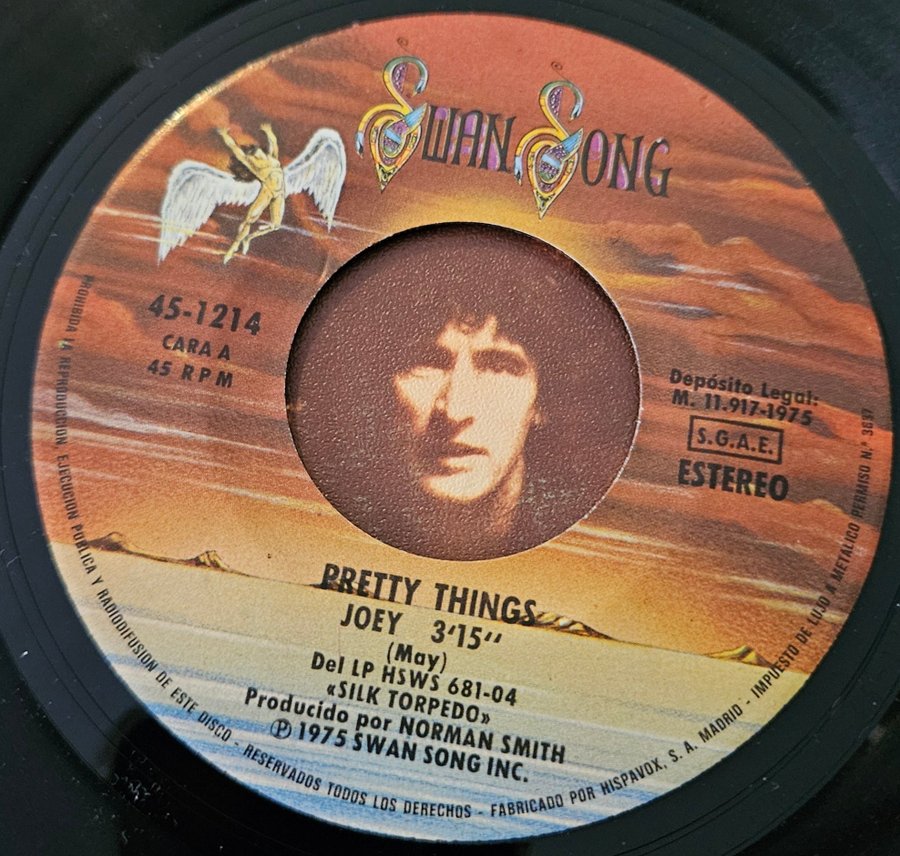 SWAN SONG
45-1214
CARA A
45 RPM
Depósito Legal:
M. 11.917-1975
S.G.A.E.
ESTEREO
PRETTY THINGS
JOEY 3'15''
(May)
Del LP HSWS 681-04
«SILK TORPEDO»
Producido por NORMAN SMITH
℗ 1975 SWAN SONG INC.
PROHIBIDA LA REPRODUCCION, EJECUCION PUBLICA Y RADIODIFUSION DE ESTE DISCO - RESERVADOS TODOS LOS DERECHOS - FABRICADO POR HISPAVOX, S. A. MADRID - IMPUESTO DE LUJO A METALICO PERMISO N.º 3657